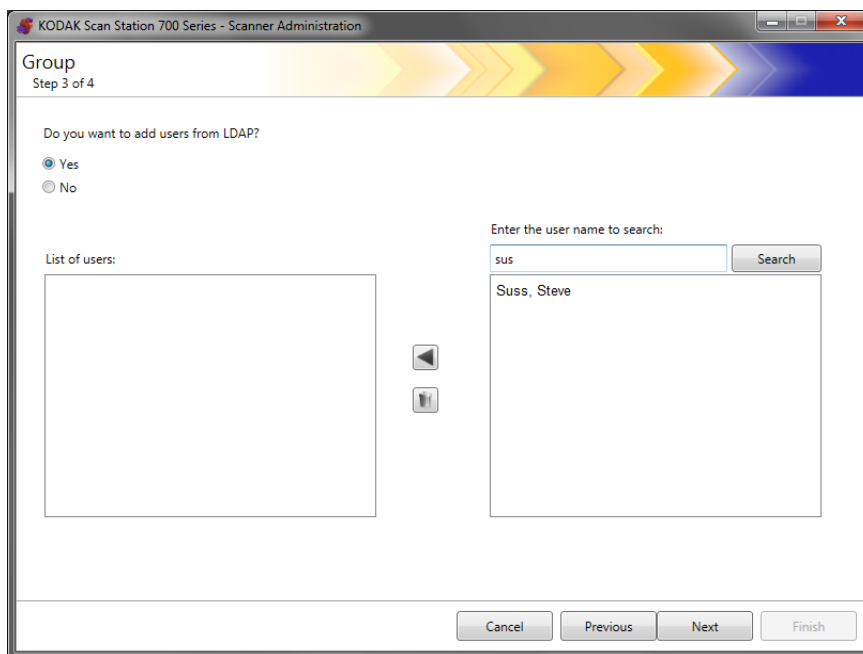 KODAK Scan Station 700 Series - Scanner Administration
Group
Step 3 of 4
Do you want to add users from LDAP?
Yes
No
Enter the user name to search:
List of users:
sus
Search
Suss, Steve
Cancel
Previous
Next
Finish